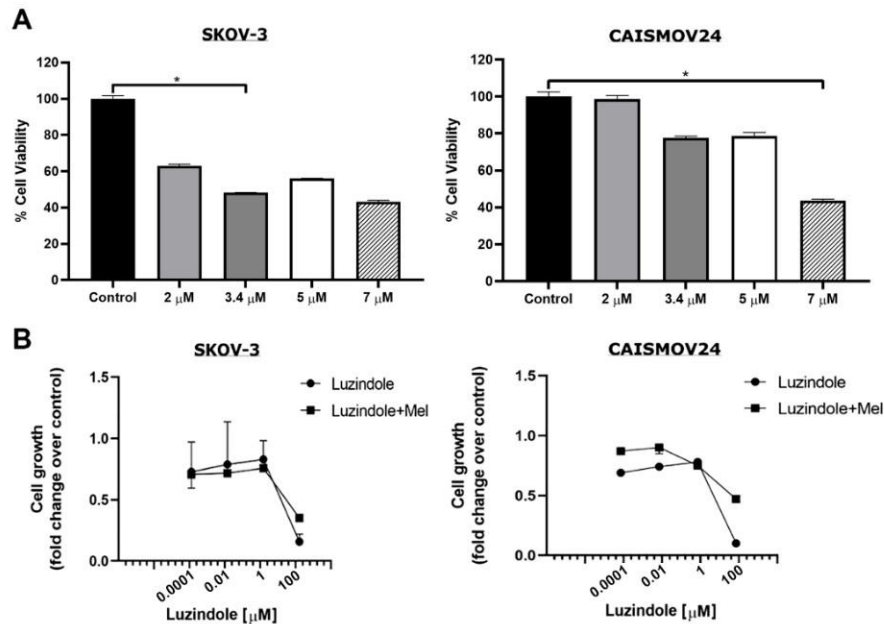 A
SKOV-3
CAISMOV24
% Cell Viability
120
100
80
60
40
20
0
*
Control
2 μM
3.4 μM
5 μM
7 μM
% Cell Viability
120
100
80
60
40
20
0
*
Control
2 μM
3.4 μM
5 μM
7 μM
B
SKOV-3
CAISMOV24
Cell growth
(fold change over control)
1.5
1.0
0.5
0.0
Luzindole
Luzindole+Mel
0.0001
0.01
1
100
Luzindole [μM]
Cell growth
(fold change over control)
1.5
1.0
0.5
0.0
Luzindole
Luzindole+Mel
0.0001
0.01
1
100
Luzindole [μM]